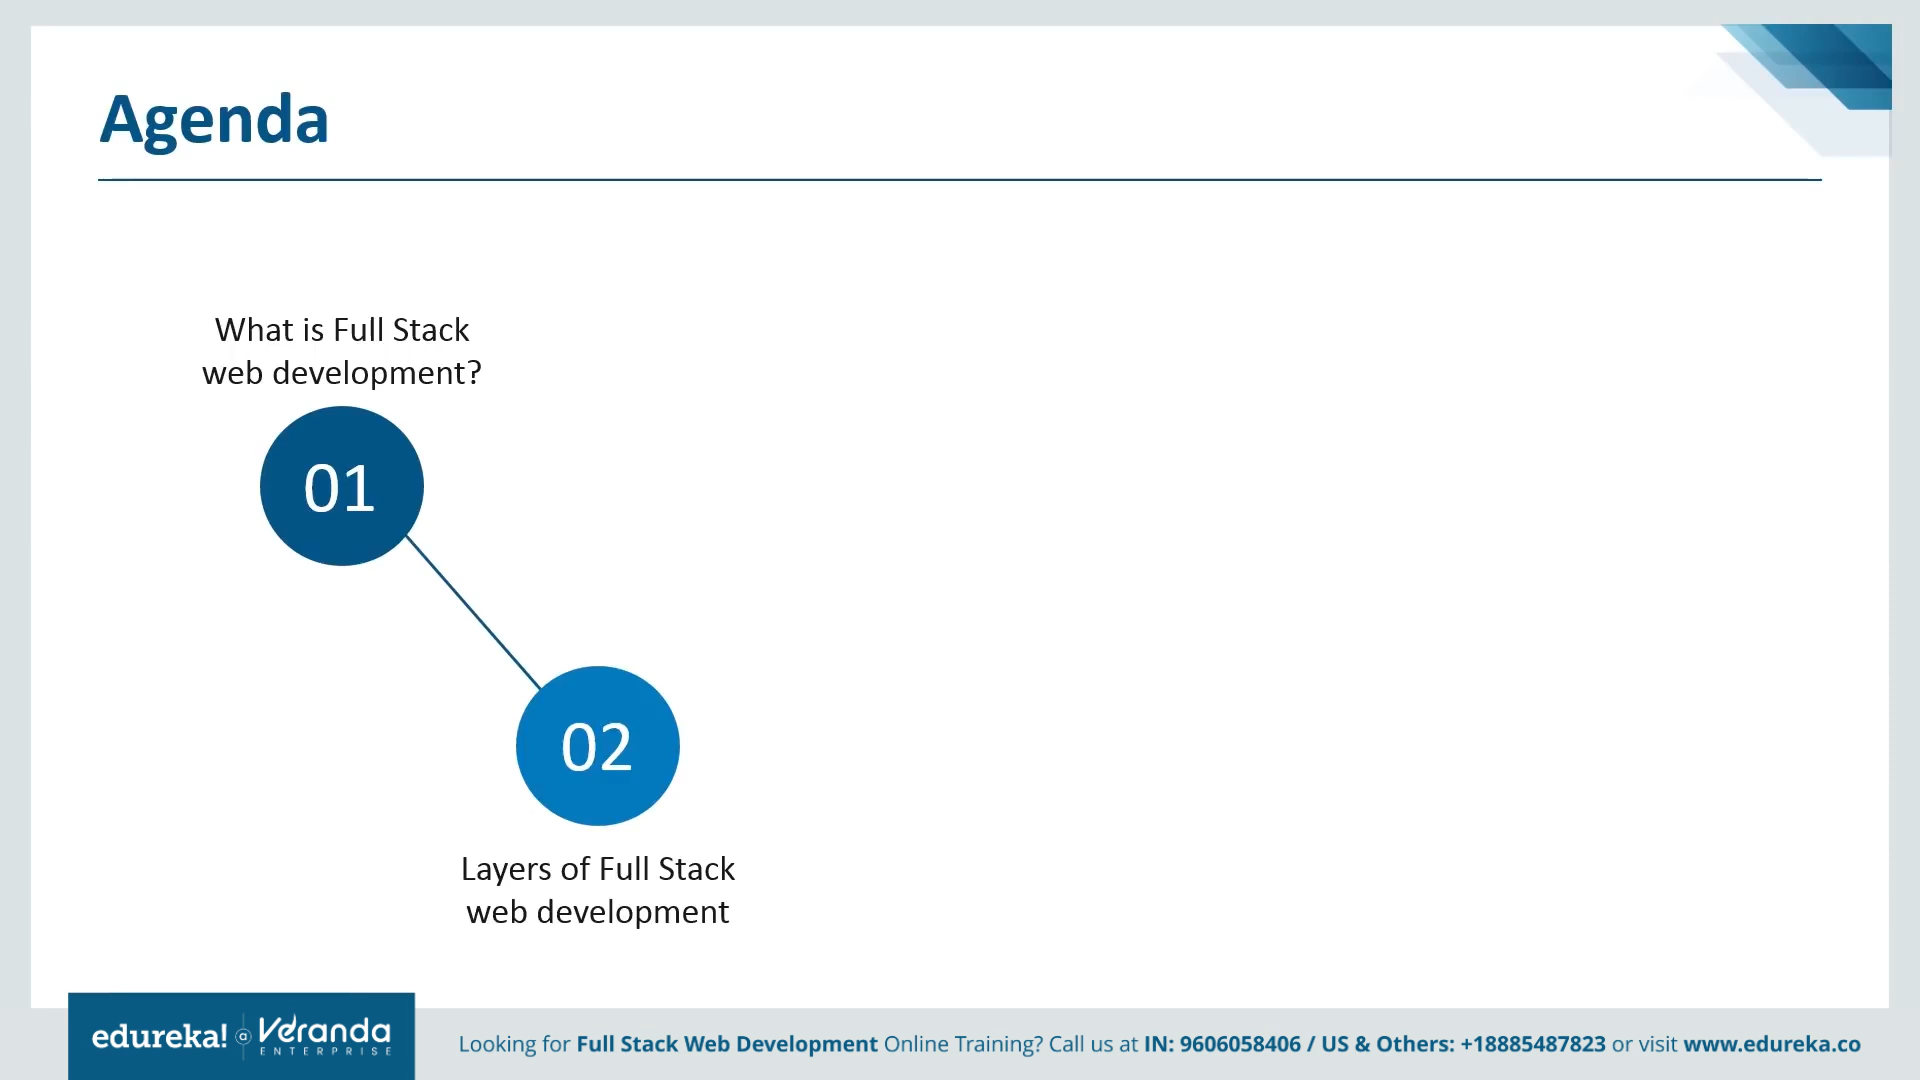 Agenda
What is Full Stack
web development?
01
02
Layers of Full Stack
web development
edureka! a Veranda
ENTERPRISE
Looking for Full Stack Web Development Online Training? Call us at IN: 9606058406 / US & Others: +18885487823 or visit www.edureka.co